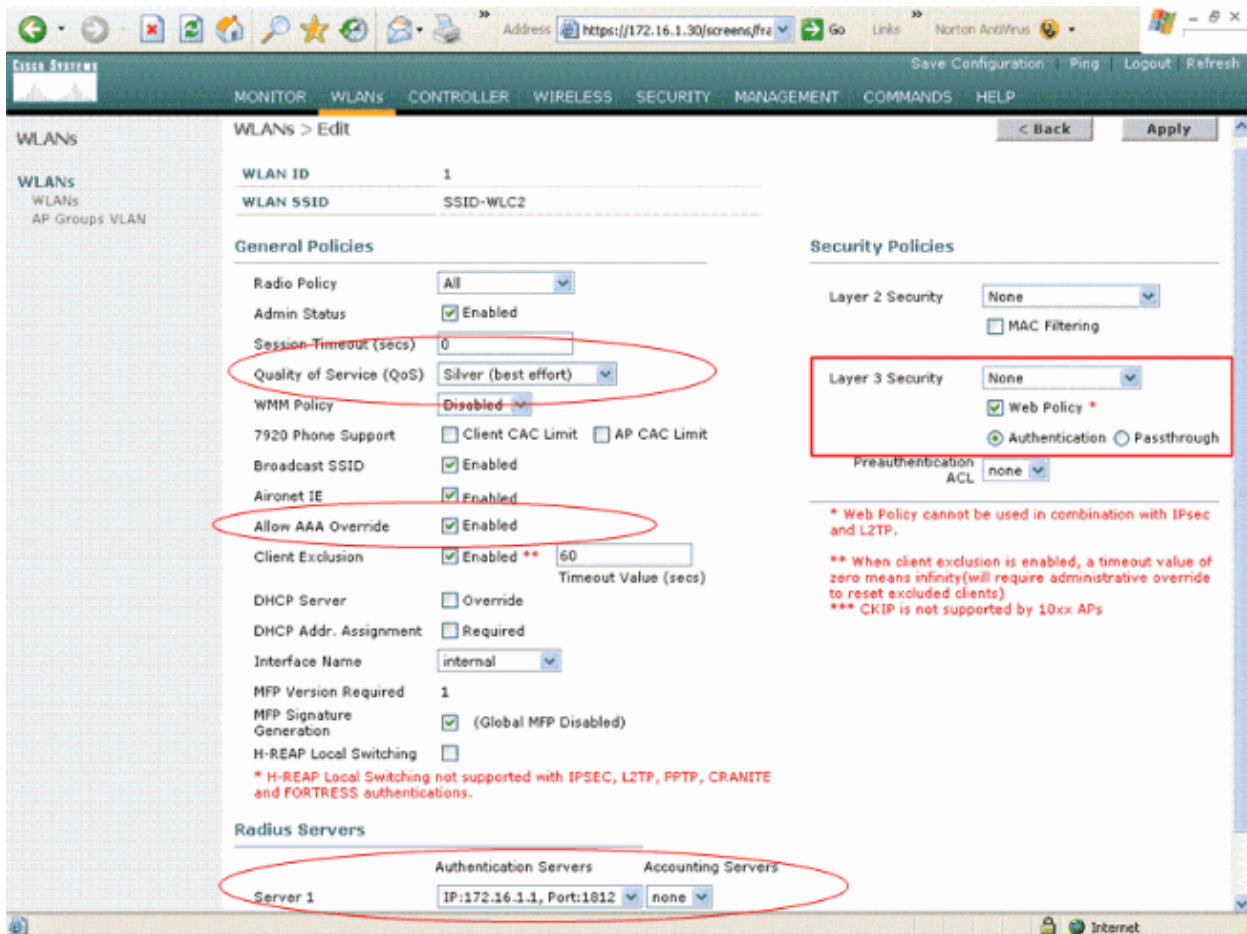 Address https://172.16.1.30/screens/fra Go Links Norton AntiVirus
Cisco Systems
Save Configuration Ping Logout Refresh
MONITOR WLANs CONTROLLER WIRELESS SECURITY MANAGEMENT COMMANDS HELP
WLANs
WLANs
WLANs
AP Groups VLAN
WLANs > Edit
< Back Apply
WLAN ID 1
WLAN SSID SSID-WLC2
General Policies
Radio Policy All
Admin Status Enabled
Session Timeout (secs) 0
Quality of Service (QoS) Silver (best effort)
WMM Policy Disabled
7920 Phone Support Client CAC Limit AP CAC Limit
Broadcast SSID Enabled
Aironet IE Enabled
Allow AAA Override Enabled
Client Exclusion Enabled ** 60
Timeout Value (secs)
DHCP Server Override
DHCP Addr. Assignment Required
Interface Name internal
MFP Version Required 1
MFP Signature
Generation (Global MFP Disabled)
H-REAP Local Switching
* H-REAP Local Switching not supported with IPSEC, L2TP, PPTP, CRANITE
and FORTRESS authentications.
Security Policies
Layer 2 Security None
MAC Filtering
Layer 3 Security None
Web Policy *
Authentication Passthrough
Preauthentication
ACL none
* Web Policy cannot be used in combination with IPsec
and L2TP.
** When client exclusion is enabled, a timeout value of
zero means infinity(will require administrative override
to reset excluded clients)
*** CKIP is not supported by 10xx APs
Radius Servers
Authentication Servers Accounting Servers
Server 1 IP:172.16.1.1, Port:1812 none
Internet